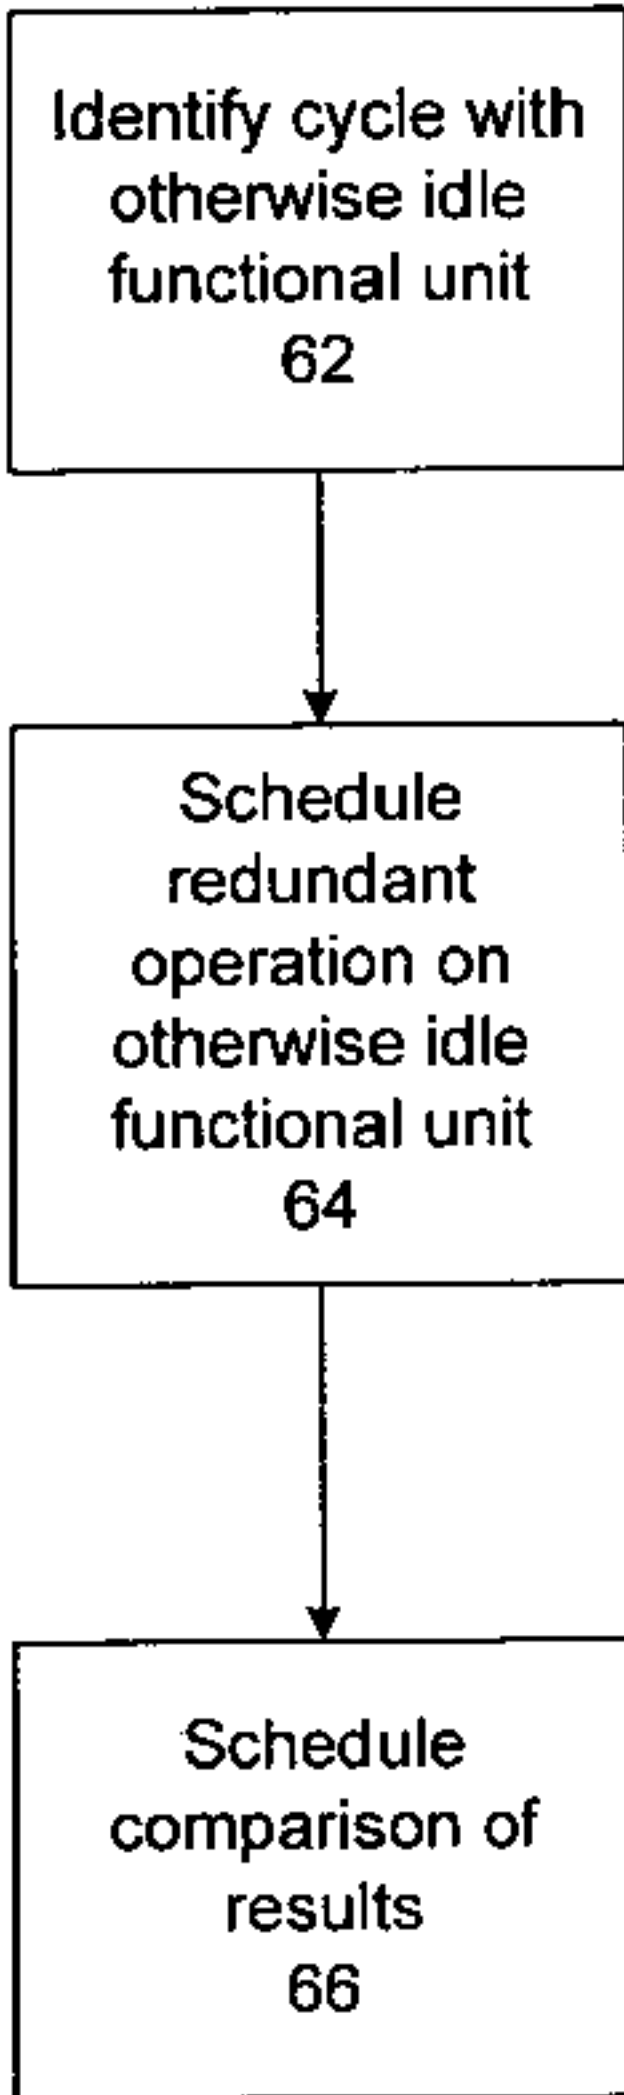 Identify cycle with
otherwise idle
functional unit
62
Schedule
redundant
operation on
otherwise idle
functional unit
64
Schedule
comparison of
results
66